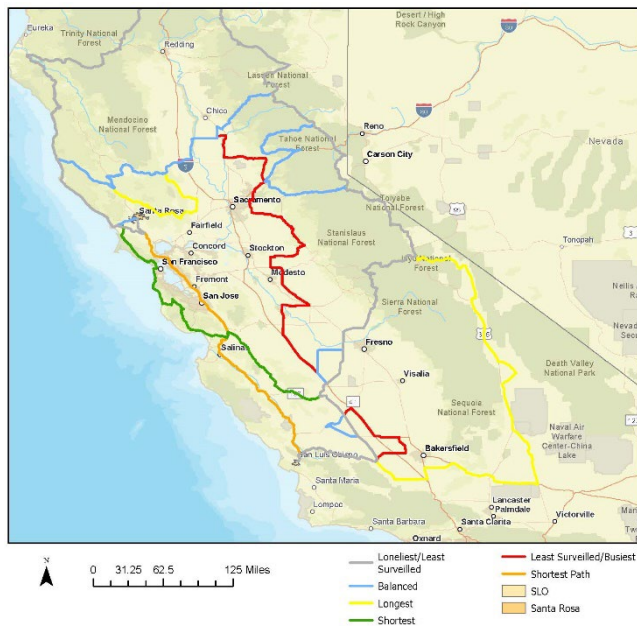 Eureka
Trinity National
Forest
Redding
Desert / High
Rock Canyon
Lassen National
Forest
Mendocino
National Forest
Chico
Reno
Tahoe National
Forest
Carson City
Nevada
Toiyabe
National Forest
Santa Rosa
Sacramento
Fairfield
Concord
Stockton
Stanislaus
National Forest
Tonopah
San Francisco
Modesto
Fremont
San Jose
Sierra National
Forest
Fresno
Death Valley
National Park
Visalia
Sequoia
National Forest
Naval Air
Warfare
Center-China
Lake
Bakersfield
Santa Maria
Lompoc
Lancaster
Palmdale
Victorville
Santa Barbara
Santa Clarita
Oxnard
N
0 31.25 62.5 125 Miles
Loneliest/Least
Surveilled
Balanced
Longest
Shortest
Least Surveilled/Busiest
Shortest Path
SLO
Santa Rosa